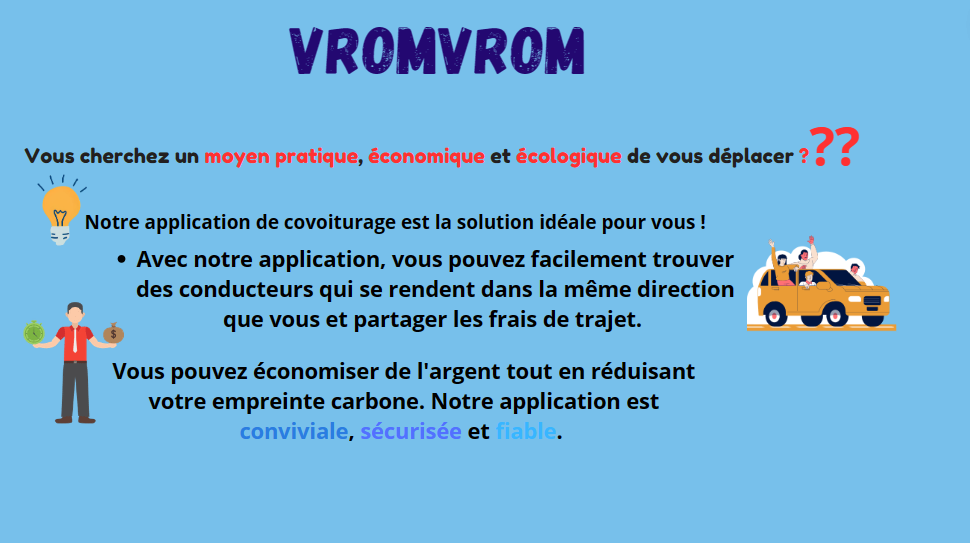 VROMVROM
Vous cherchez un moyen pratique, économique et écologique de vous déplacer ???
Notre application de covoiturage est la solution idéale pour vous !
• Avec notre application, vous pouvez facilement trouver
des conducteurs qui se rendent dans la même direction
que vous et partager les frais de trajet.
$
Vous pouvez économiser de l'argent tout en réduisant
votre empreinte carbone. Notre application est
conviviale, sécurisée et fiable.